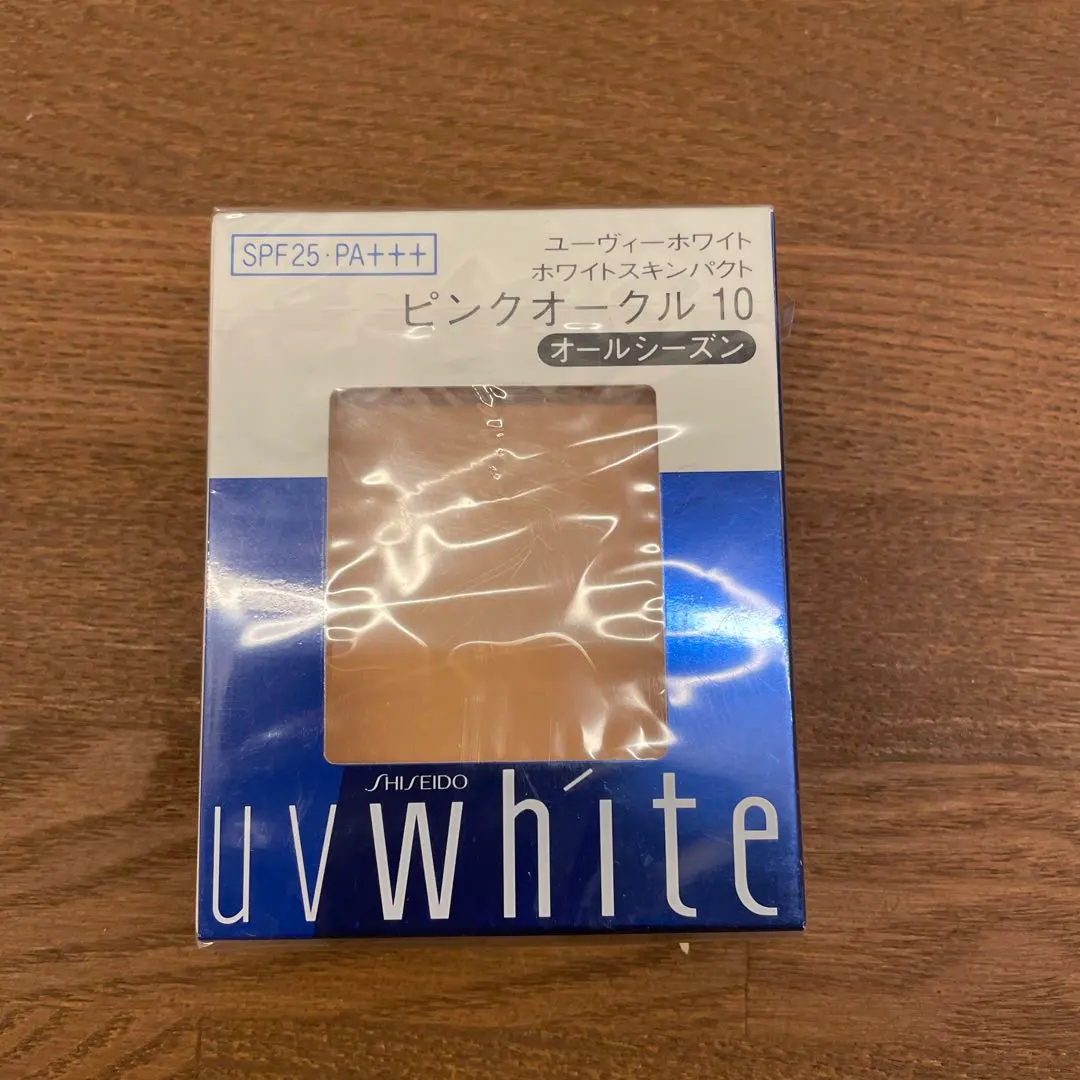 SPF25・PA+++
ユーヴィーホワイト
ホワイトスキンパクト
ピンクオークル 10
オールシーズン
SHISEIDO
uvwhite